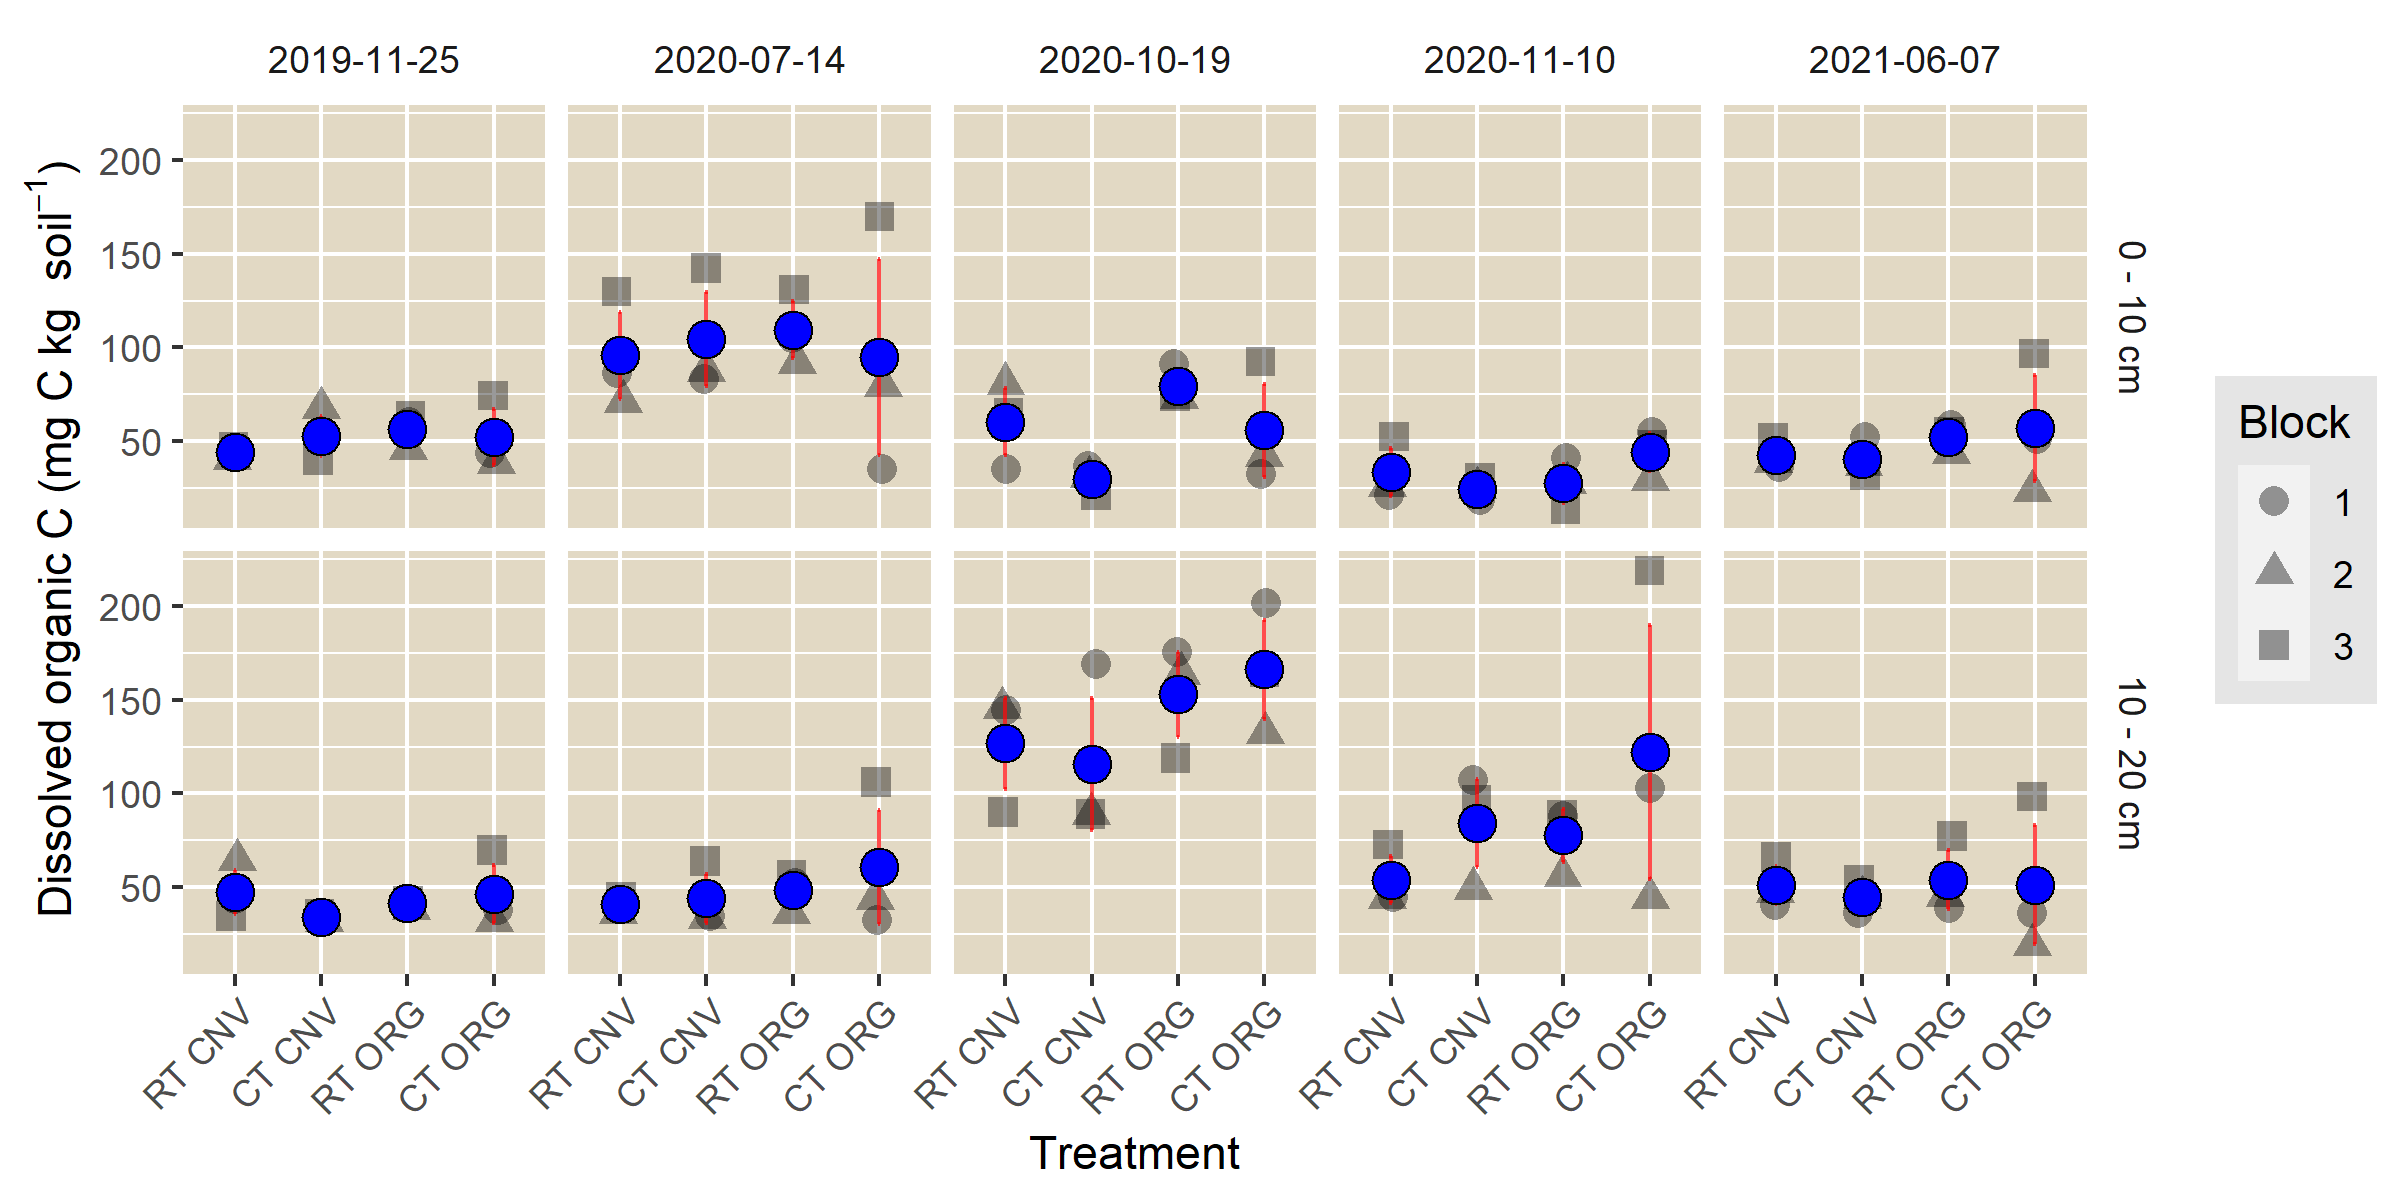 2019-11-25 2020-07-14 2020-10-19 2020-11-10 2021-06-07
Dissolved organic C (mg C kg soil⁻¹)
200
150
100
50
0 - 10 cm
200
150
100
50
10 - 20 cm
RT CNV CT CNV RT ORG CT ORG RT CNV CT CNV RT ORG CT ORG RT CNV CT CNV RT ORG CT ORG RT CNV CT CNV RT ORG CT ORG RT CNV CT CNV RT ORG CT ORG
Treatment
Block
1
2
3